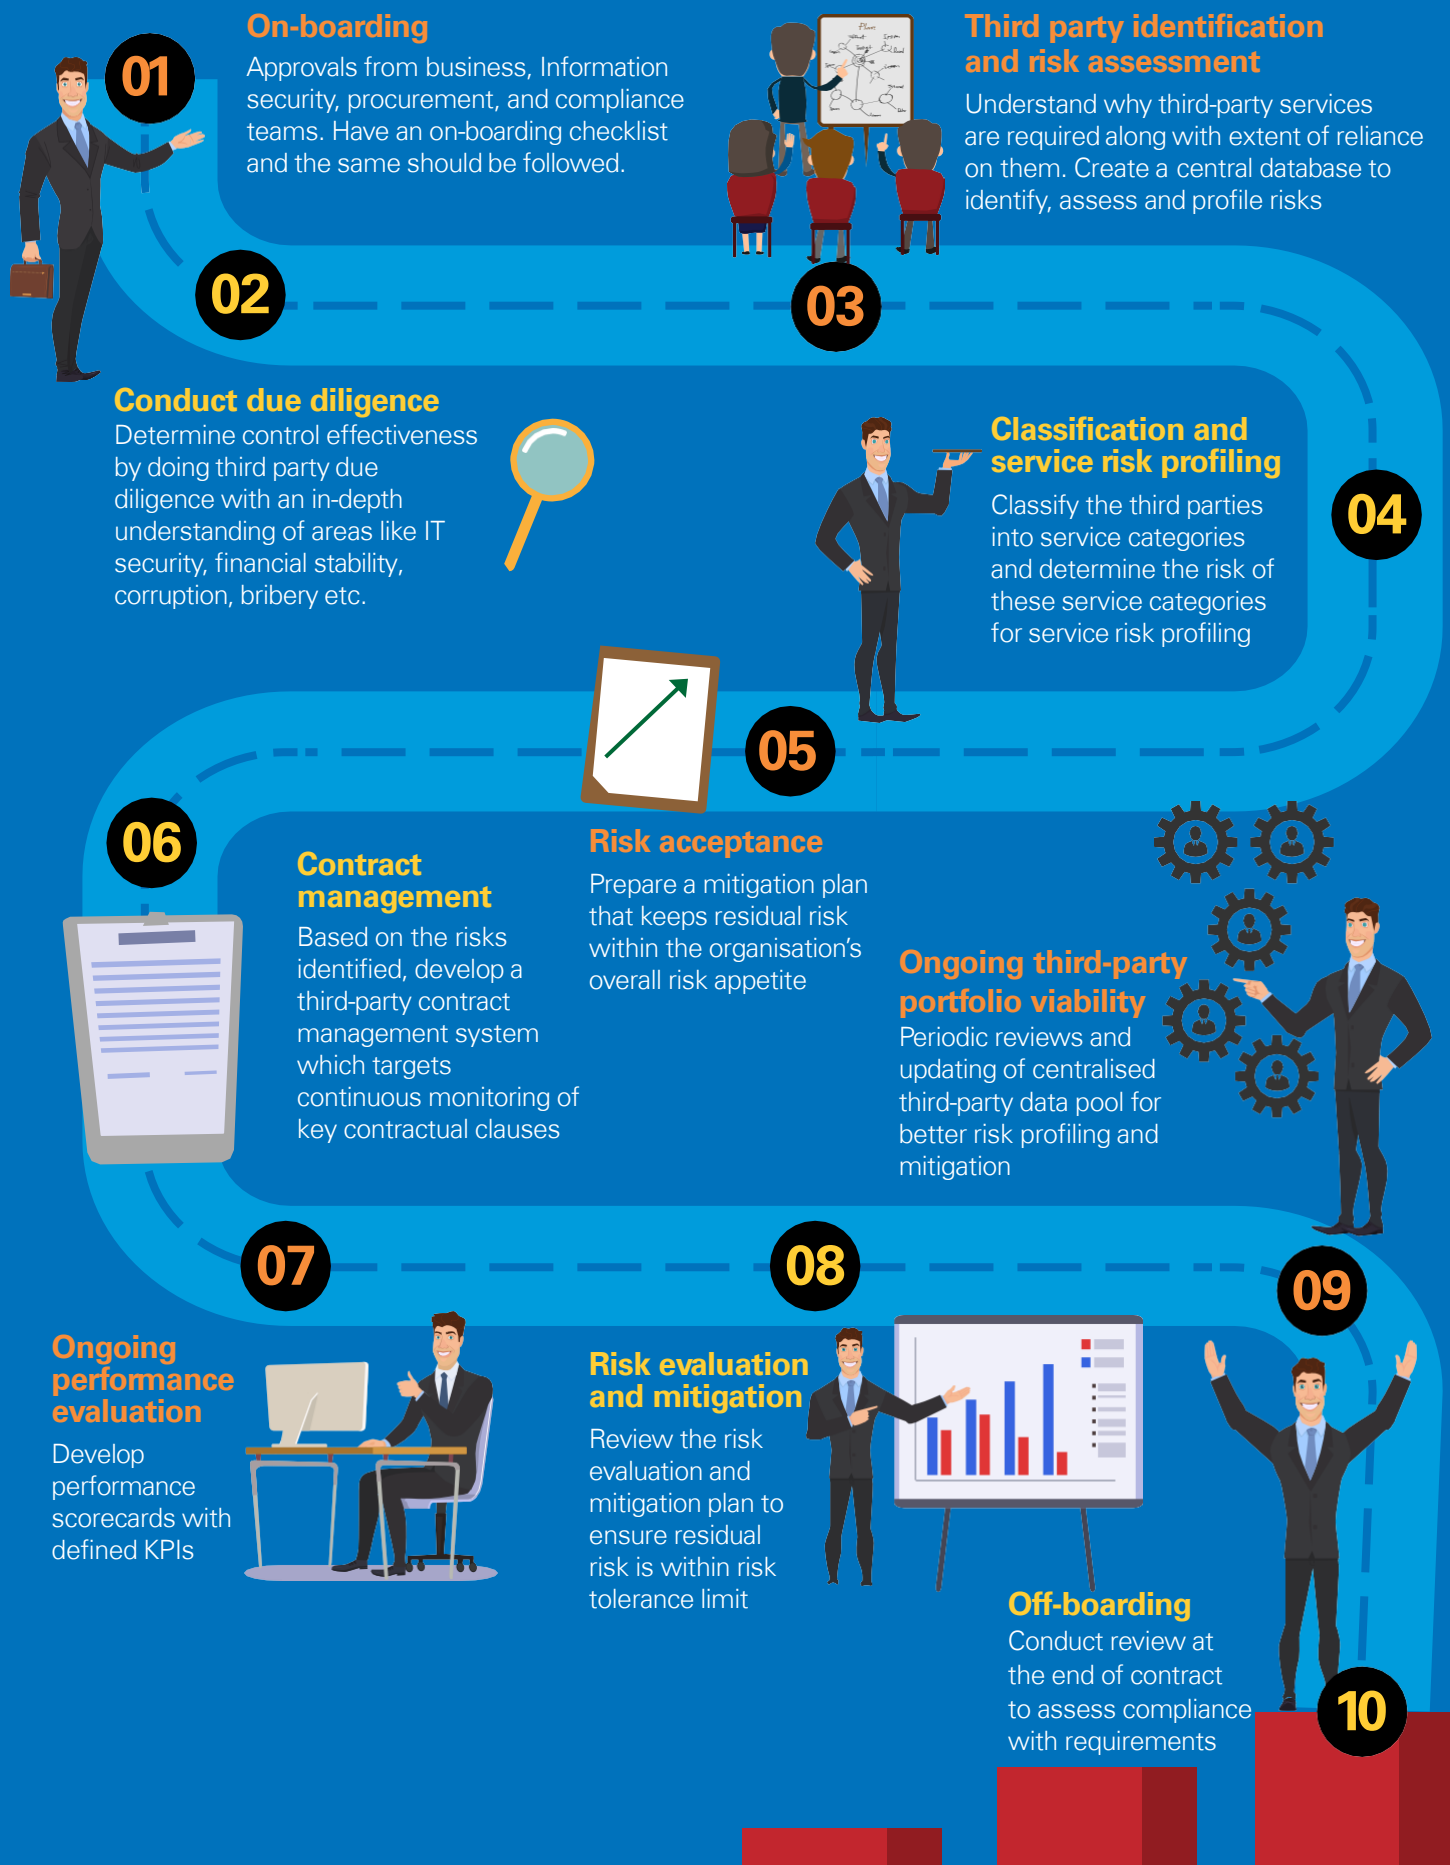 01
On-boarding
Approvals from business, Information
security, procurement, and compliance
teams. Have an on-boarding checklist
and the same should be followed.
02
Conduct due diligence
Determine control effectiveness
by doing third party due
diligence with an in-depth
understanding of areas like IT
security, financial stability,
corruption, bribery etc.
03
Third party identification
and risk assessment
Understand why third-party services
are required along with extent of reliance
on them. Create a central database to
identify, assess and profile risks
04
Classification and
service risk profiling
Classify the third parties
into service categories
and determine the risk of
these service categories
for service risk profiling
05
Risk acceptance
Prepare a mitigation plan
that keeps residual risk
within the organisation's
overall risk appetite
06
Contract
management
Based on the risks
identified, develop a
third-party contract
management system
which targets
continuous monitoring of
key contractual clauses
07
Ongoing
performance
evaluation
Develop
performance
scorecards with
defined KPIs
08
Risk evaluation
and mitigation
Review the risk
evaluation and
mitigation plan to
ensure residual
risk is within risk
tolerance limit
09
Ongoing third-party
portfolio viability
Periodic reviews and
updating of centralised
third-party data pool for
better risk profiling and
mitigation
10
Off-boarding
Conduct review at
the end of contract
to assess compliance
with requirements